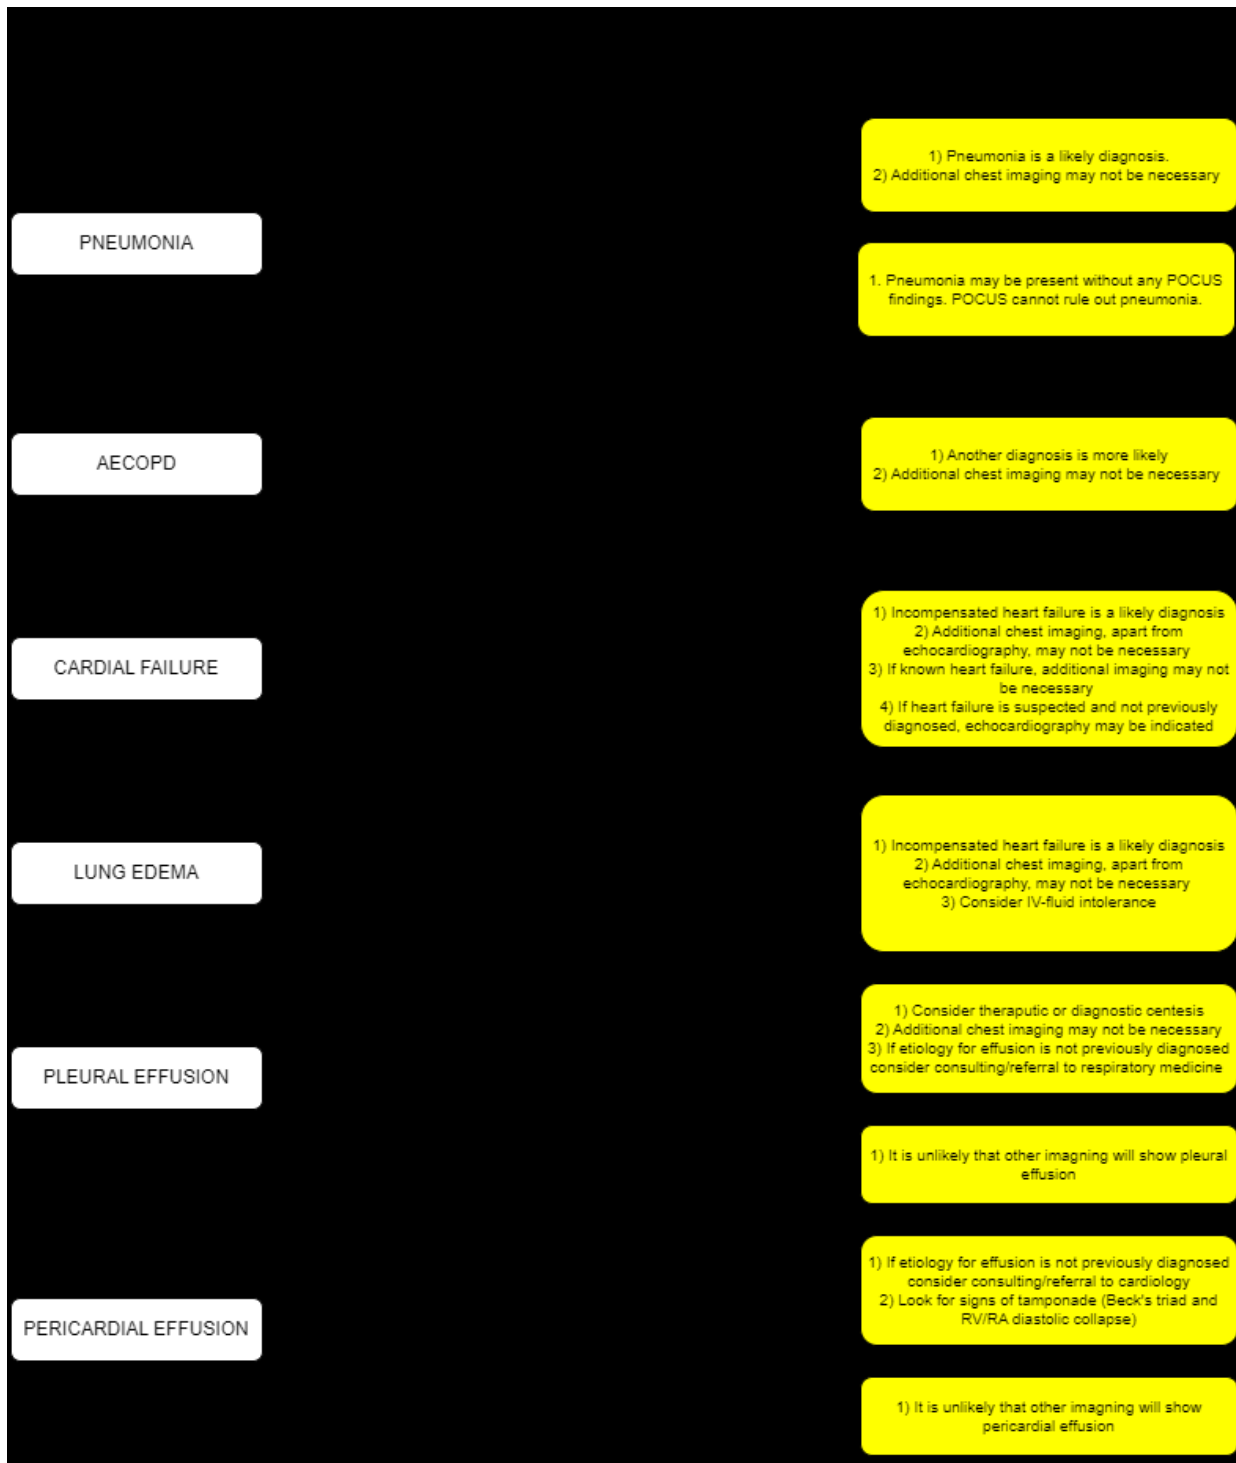 1) Pneumonia is a likely diagnosis.
2) Additional chest imaging may not be necessary
PNEUMONIA
1. Pneumonia may be present without any POCUS
findings. POCUS cannot rule out pneumonia.
AECOPD
1) Another diagnosis is more likely
2) Additional chest imaging may not be necessary
CARDIAL FAILURE
1) Incompensated heart failure is a likely diagnosis
2) Additional chest imaging, apart from
echocardiography, may not be necessary
3) If known heart failure, additional imaging may not
be necessary
4) If heart failure is suspected and not previously
diagnosed, echocardiography may be indicated
LUNG EDEMA
1) Incompensated heart failure is a likely diagnosis
2) Additional chest imaging, apart from
echocardiography, may not be necessary
3) Consider IV-fluid intolerance
PLEURAL EFFUSION
1) Consider theraputic or diagnostic centesis
2) Additional chest imaging may not be necessary
3) If etiology for effusion is not previously diagnosed
consider consulting/referral to respiratory medicine
1) It is unlikely that other imagning will show pleural
effusion
PERICARDIAL EFFUSION
1) If etiology for effusion is not previously diagnosed
consider consulting/referral to cardiology
2) Look for signs of tamponade (Beck's triad and
RV/RA diastolic collapse)
1) It is unlikely that other imagning will show
pericardial effusion